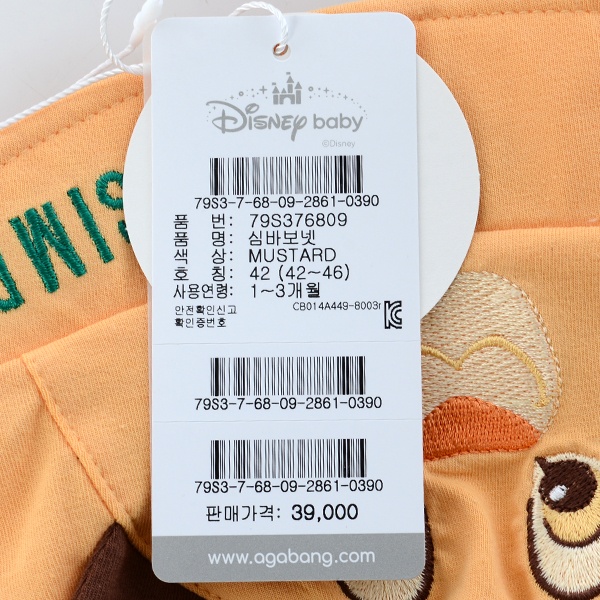 Disney baby
©Disney
79S3-7-68-09-2861-0390
품 번: 79S376809
품 명: 심바보넷
색 상: MUSTARD
호 칭: 42 (42~46)
사용연령: 1~3개월
안전확인신고
확인증번호
CB014A449-8003r
79S3-7-68-09-2861-0390
79S3-7-68-09-2861-0390
판매가격: 39,000
www.agabang.com
SIM